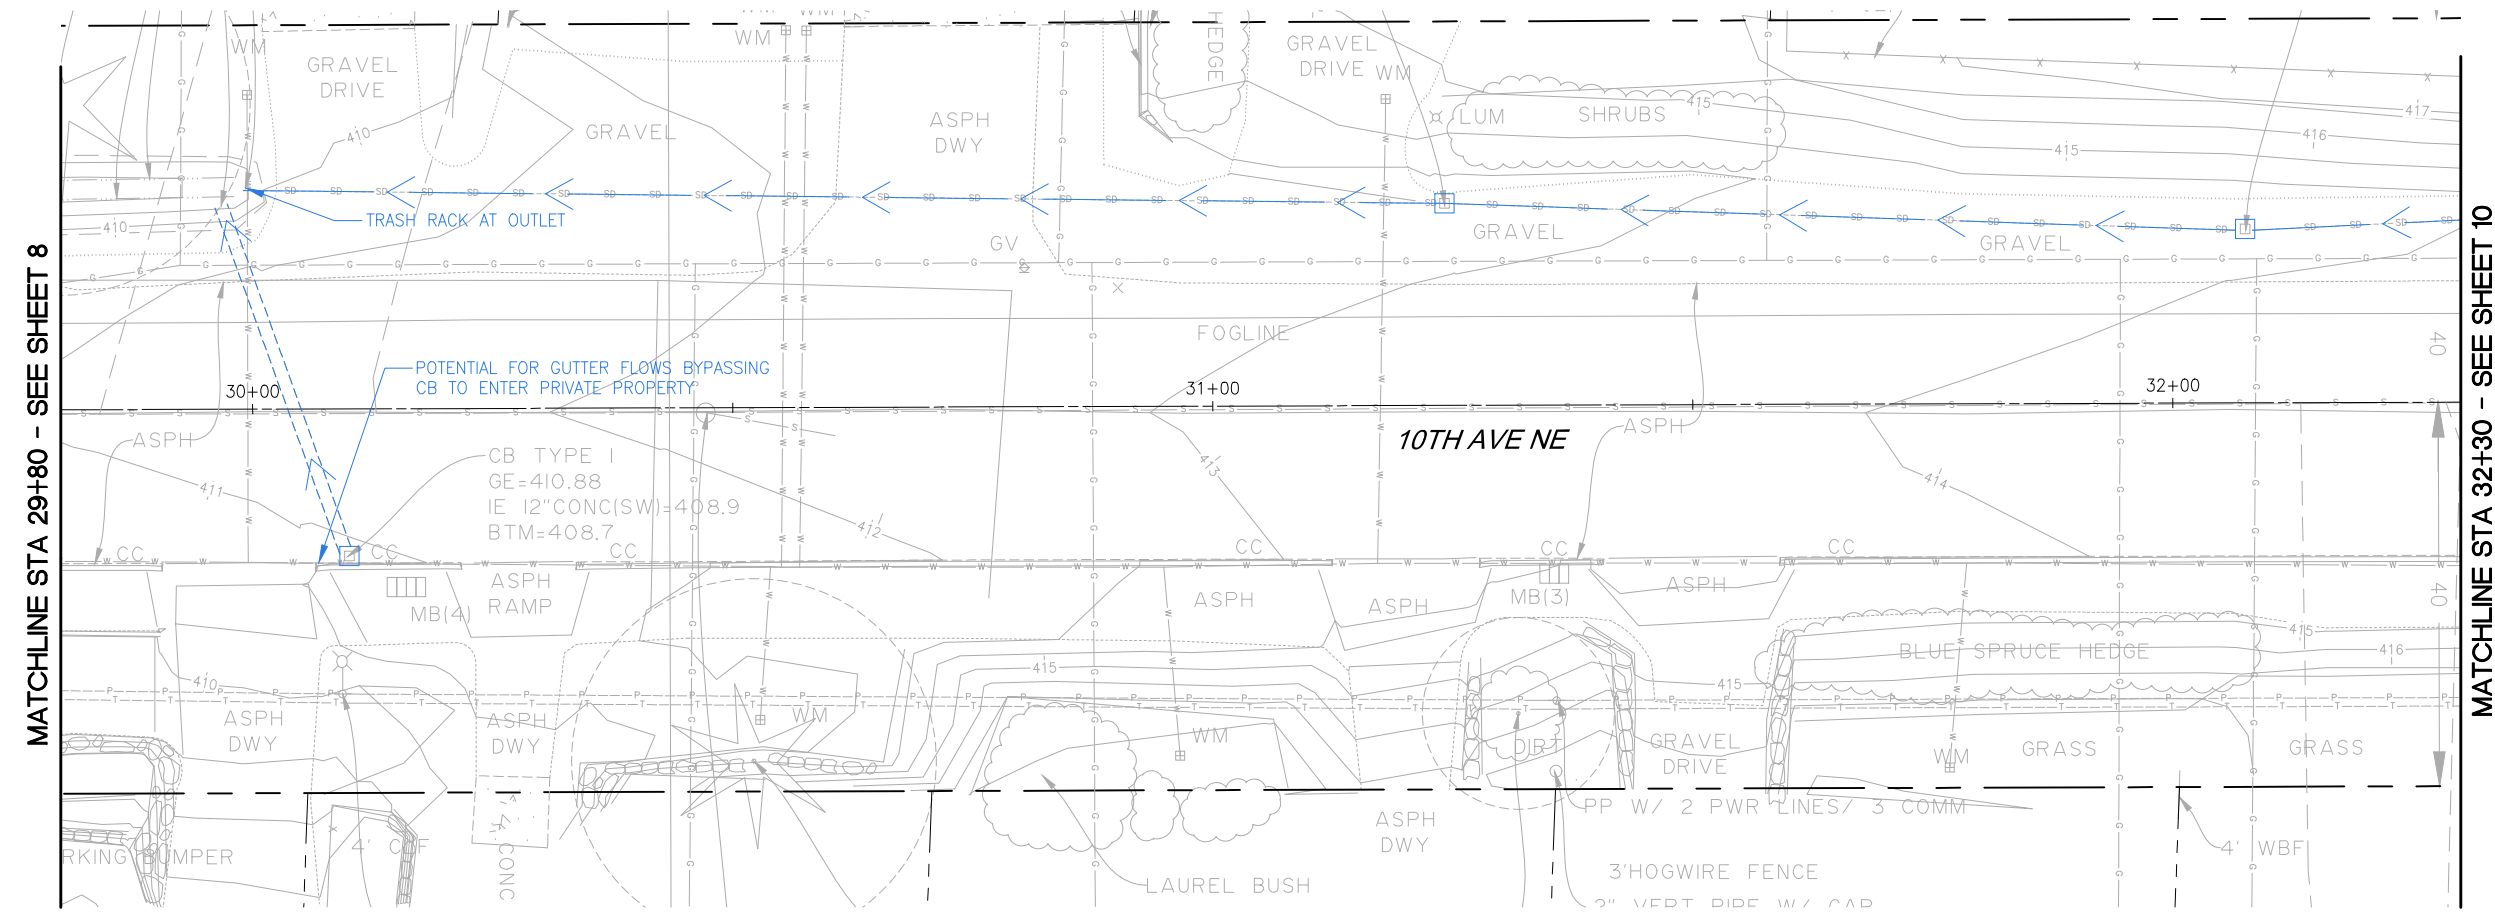 WM
GRAVEL
DRIVE
410
GRAVEL
WM
ASPH
DWY
HEDGE
GRAVEL
DRIVE
WM
LUM
SHRUBS
415
415
416
417
TRASH RACK AT OUTLET
410
GV
GRAVEL
GRAVEL
FOGLINE
40
MATCHLINE STA 29+80 - SEE SHEET 8
MATCHLINE STA 32+30 - SEE SHEET 10
POTENTIAL FOR GUTTER FLOWS BYPASSING
CB TO ENTER PRIVATE PROPERTY
30+00
31+00
32+00
10TH AVE NE
ASPH
ASPH
CB TYPE I
GE=410.88
IE 12"CONC(SW)=408.9
BTM=408.7
411
412
413
414
CC
CC
CC
CC
CC
CC
ASPH
RAMP
MB(4)
ASPH
ASPH
MB(3)
ASPH
40
BLUE SPRUCE HEDGE
415
416
415
415
410
ASPH
DWY
ASPH
DWY
WM
WM
DIRT
GRAVEL
DRIVE
WM
GRASS
GRASS
PP W/ 2 PWR LINES/ 3 COMM
ASPH
DWY
4' WBF
RKING BUMPER
CONC
LAUREL BUSH
3'HOGWIRE FENCE
2" VERT PIPE W/ CAP